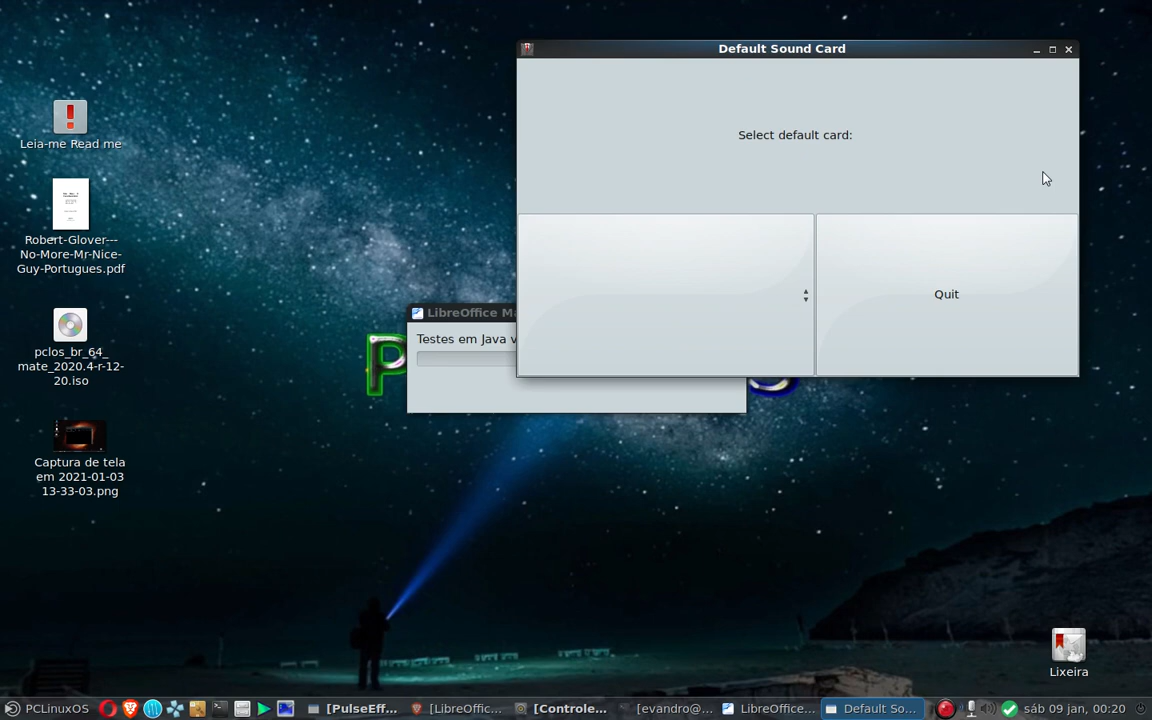 Default Sound Card
Select default card:
Quit
LibreOffice Ma
Testes em Java v
Leia-me Read me
Robert-Glover---
No-More-Mr-Nice-
Guy-Portugues.pdf
pclos_br_64_
mate_2020.4-r-12-
20.iso
Captura de tela
em 2021-01-03
13-33-03.png
P
S
Lixeira
PCLinuxOS
[PulseEff...
[LibreOffic...
[Controle...
[evandro@...
LibreOffice...
Default So...
sáb 09 jan, 00:20